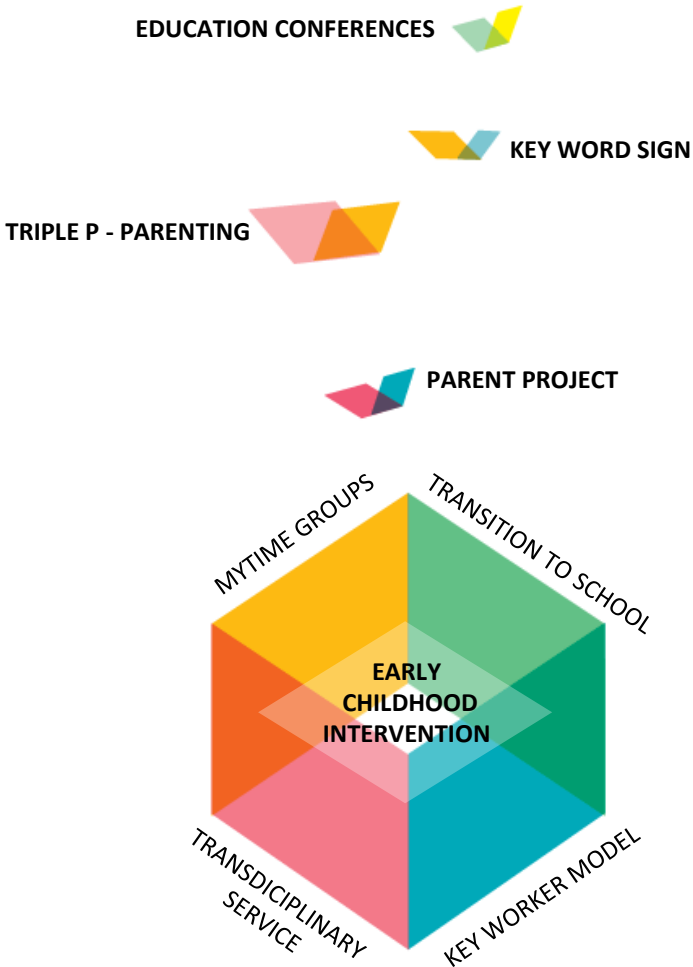 EDUCATION CONFERENCES
KEY WORD SIGN
TRIPLE P - PARENTING
PARENT PROJECT
MYTIME GROUPS
TRANSITION TO SCHOOL
EARLY
CHILDHOOD
INTERVENTION
TRANSDICIPLINARY
SERVICE
KEY WORKER MODEL